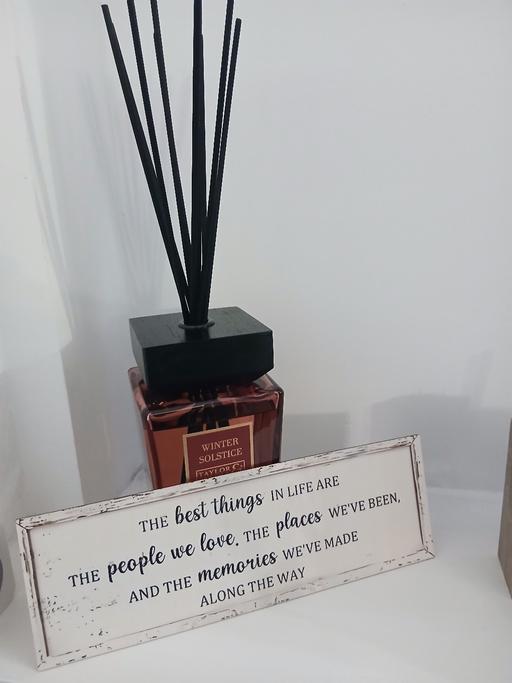 WINTER
SOLSTICE
TAYLOR &
THE best things IN LIFE ARE
THE people we love, THE places WE'VE BEEN,
AND THE memories WE'VE MADE
ALONG THE WAY